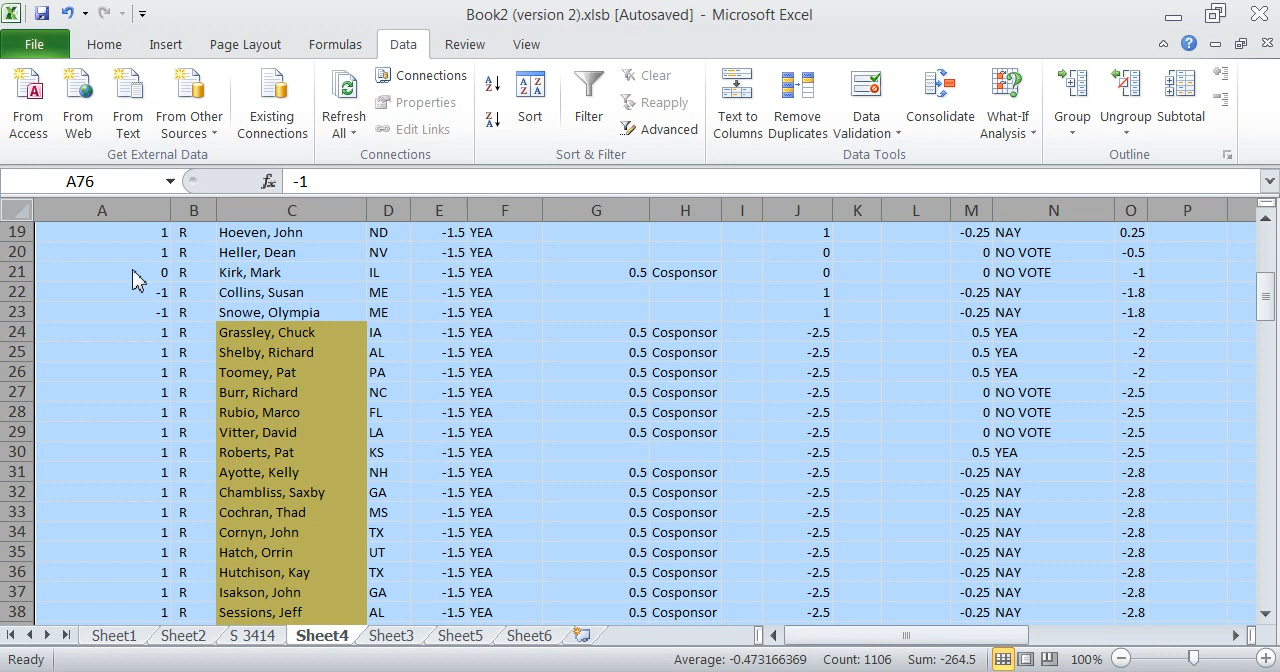 Book2 (version 2).xlsb [Autosaved] - Microsoft Excel
File Home Insert Page Layout Formulas Data Review View
From Access From Web From Text From Other Sources Existing Connections Refresh All Connections Properties Edit Links Sort Filter Clear Reapply Advanced Text to Columns Remove Duplicates Data Validation Consolidate What-If Analysis Group Ungroup Subtotal
Get External Data Connections Sort & Filter Data Tools Outline
A76 fx -1
A B C D E F G H I J K L M N O P
19 1 R Hoeven, John ND -1.5 YEA 1 -0.25 NAY 0.25
20 1 R Heller, Dean NV -1.5 YEA 0 0 NO VOTE -0.5
21 0 R Kirk, Mark IL -1.5 YEA 0.5 Cosponsor 0 0 NO VOTE -1
22 -1 R Collins, Susan ME -1.5 YEA 1 -0.25 NAY -1.8
23 -1 R Snowe, Olympia ME -1.5 YEA 1 -0.25 NAY -1.8
24 1 R Grassley, Chuck IA -1.5 YEA 0.5 Cosponsor -2.5 0.5 YEA -2
25 1 R Shelby, Richard AL -1.5 YEA 0.5 Cosponsor -2.5 0.5 YEA -2
26 1 R Toomey, Pat PA -1.5 YEA 0.5 Cosponsor -2.5 0.5 YEA -2
27 1 R Burr, Richard NC -1.5 YEA 0.5 Cosponsor -2.5 0 NO VOTE -2.5
28 1 R Rubio, Marco FL -1.5 YEA 0.5 Cosponsor -2.5 0 NO VOTE -2.5
29 1 R Vitter, David LA -1.5 YEA 0.5 Cosponsor -2.5 0 NO VOTE -2.5
30 1 R Roberts, Pat KS -1.5 YEA -2.5 0.5 YEA -2.5
31 1 R Ayotte, Kelly NH -1.5 YEA 0.5 Cosponsor -2.5 -0.25 NAY -2.8
32 1 R Chambliss, Saxby GA -1.5 YEA 0.5 Cosponsor -2.5 -0.25 NAY -2.8
33 1 R Cochran, Thad MS -1.5 YEA 0.5 Cosponsor -2.5 -0.25 NAY -2.8
34 1 R Cornyn, John TX -1.5 YEA 0.5 Cosponsor -2.5 -0.25 NAY -2.8
35 1 R Hatch, Orrin UT -1.5 YEA 0.5 Cosponsor -2.5 -0.25 NAY -2.8
36 1 R Hutchison, Kay TX -1.5 YEA 0.5 Cosponsor -2.5 -0.25 NAY -2.8
37 1 R Isakson, John GA -1.5 YEA 0.5 Cosponsor -2.5 -0.25 NAY -2.8
38 1 R Sessions, Jeff AL -1.5 YEA 0.5 Cosponsor -2.5 -0.25 NAY -2.8
Sheet1 Sheet2 S 3414 Sheet4 Sheet3 Sheet5 Sheet6
Ready Average: -0.473166369 Count: 1106 Sum: -264.5 100%